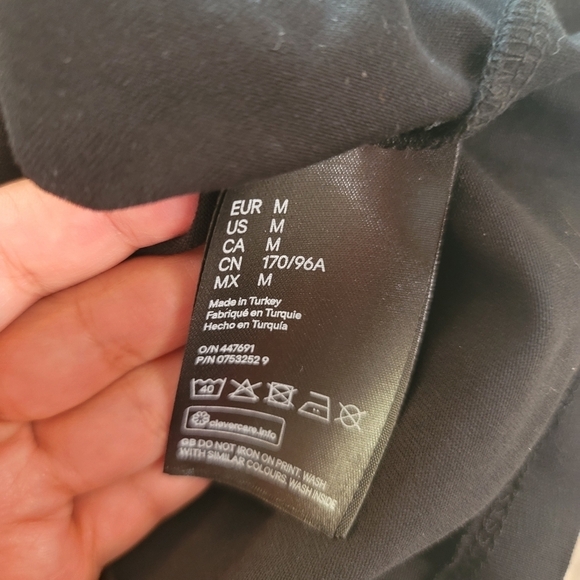 EUR M
US M
CA M
CN 170/96A
MX M
Made in Turkey
Fabriqué en Turquie
Hecho en Turquía
O/N 447691
P/N 0753252 9
40
clevercare.info
GB DO NOT IRON ON PRINT, WASH
WITH SIMILAR COLOURS, WASH INSIDE